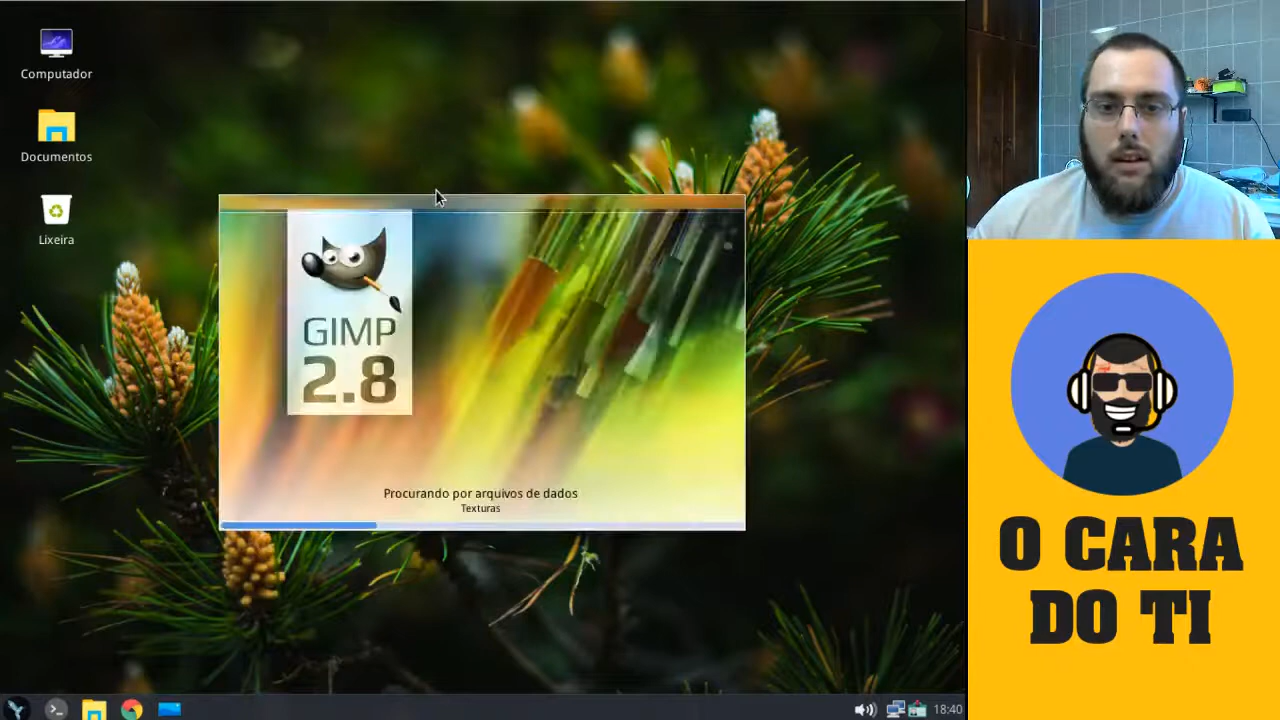 Computador
Documentos
Lixeira
GIMP
2.8
Procurando por arquivos de dados
Texturas
18:40
O CARA
DO TI